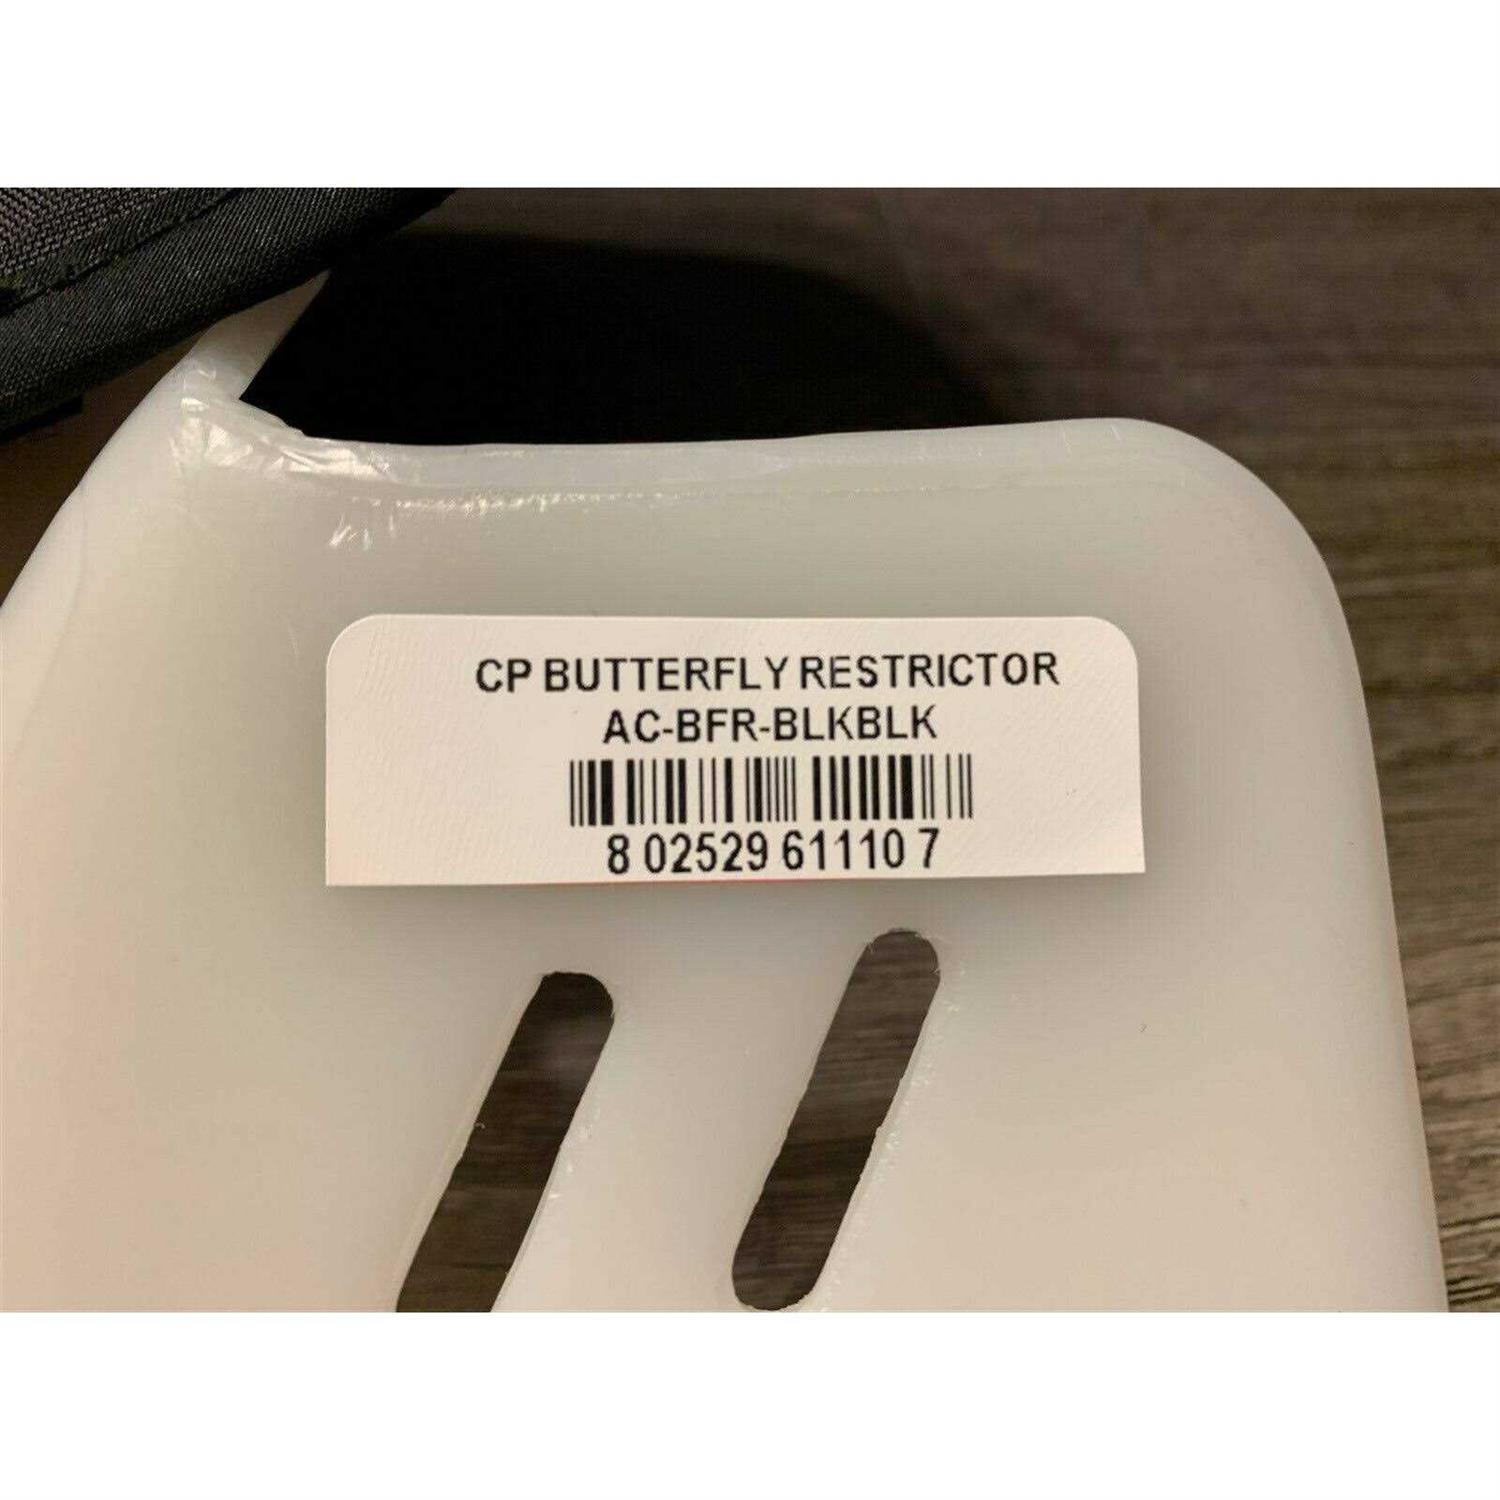 CP BUTTERFLY RESTRICTOR
AC-BFR-BLKBLK
8 02529 61110 7